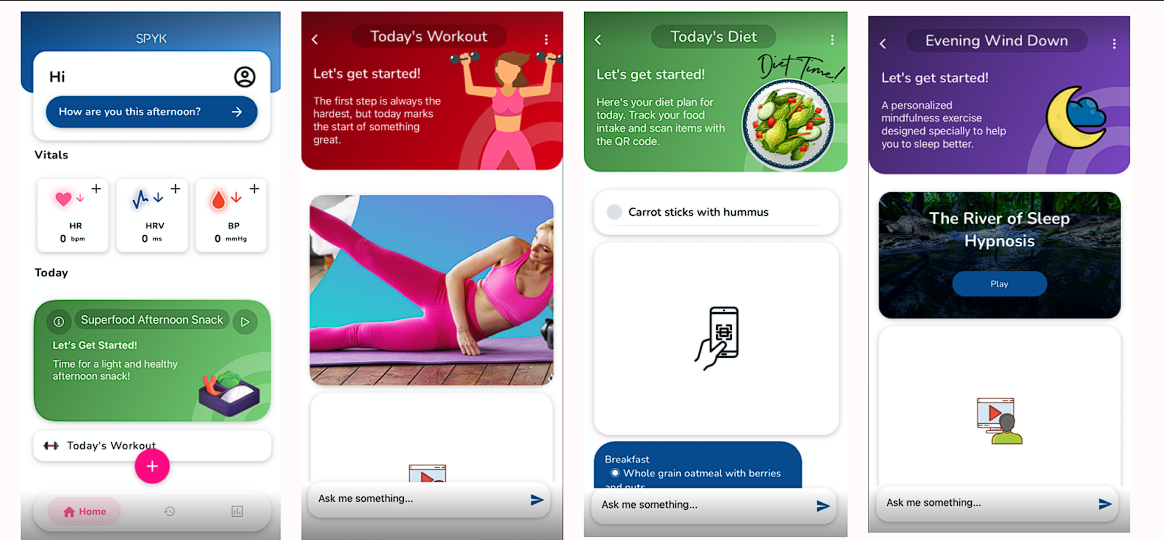 SPYK
Hi
How are you this afternoon?
Vitals
HR
0 bpm
HRV
0 ms
BP
0 mmHg
Today
Superfood Afternoon Snack
Let's Get Started!
Time for a light and healthy
afternoon snack!
Today's Workout
Home
Today's Workout
Let's get started!
The first step is always the
hardest, but today marks
the start of something
great.
Ask me something...
Today's Diet
Let's get started!
Diet Time!
Here's your diet plan for
today. Track your food
intake and scan items with
the QR code.
Carrot sticks with hummus
Breakfast
Whole grain oatmeal with berries
and nuts
Ask me something...
Evening Wind Down
Let's get started!
A personalized
mindfulness exercise
designed specially to help
you to sleep better.
The River of Sleep
Hypnosis
Play
Ask me something...